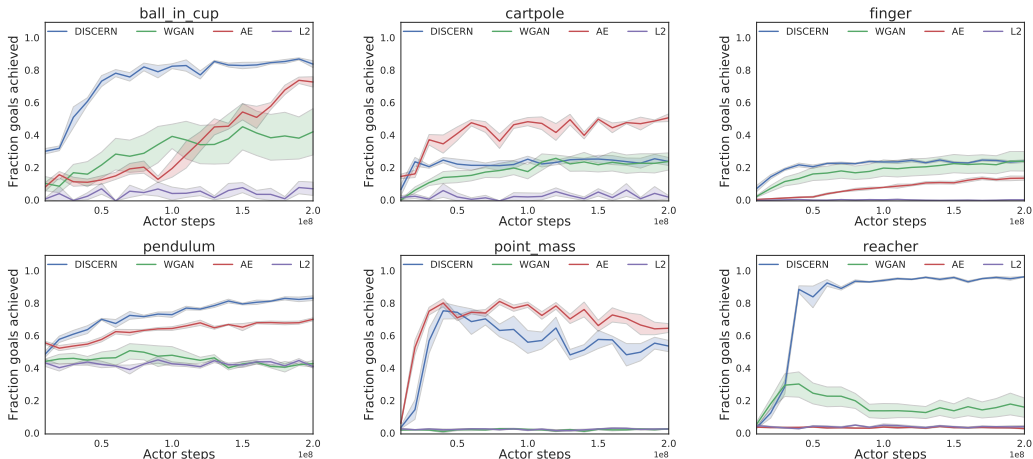 ball_in_cup
DISCERN WGAN AE L2
Fraction goals achieved
1.0
0.8
0.6
0.4
0.2
0.0
0.5 1.0 1.5 2.0
Actor steps
1e8
cartpole
DISCERN WGAN AE L2
Fraction goals achieved
1.0
0.8
0.6
0.4
0.2
0.0
0.5 1.0 1.5 2.0
Actor steps
1e8
finger
DISCERN WGAN AE L2
Fraction goals achieved
1.0
0.8
0.6
0.4
0.2
0.0
0.5 1.0 1.5 2.0
Actor steps
1e8
pendulum
DISCERN WGAN AE L2
Fraction goals achieved
1.0
0.8
0.6
0.4
0.2
0.0
0.5 1.0 1.5 2.0
Actor steps
1e8
point_mass
DISCERN WGAN AE L2
Fraction goals achieved
1.0
0.8
0.6
0.4
0.2
0.0
0.5 1.0 1.5 2.0
Actor steps
1e8
reacher
DISCERN WGAN AE L2
Fraction goals achieved
1.0
0.8
0.6
0.4
0.2
0.0
0.5 1.0 1.5 2.0
Actor steps
1e8